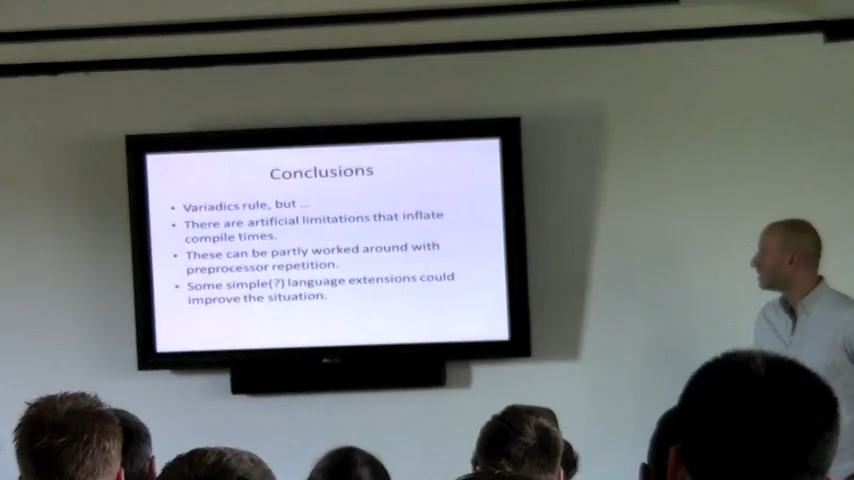 Conclusions
• Variadics rule, but ...
• There are artificial limitations that inflate
compile times.
• These can be partly worked around with
preprocessor repetition.
• Some simple(?) language extensions could
improve the situation.